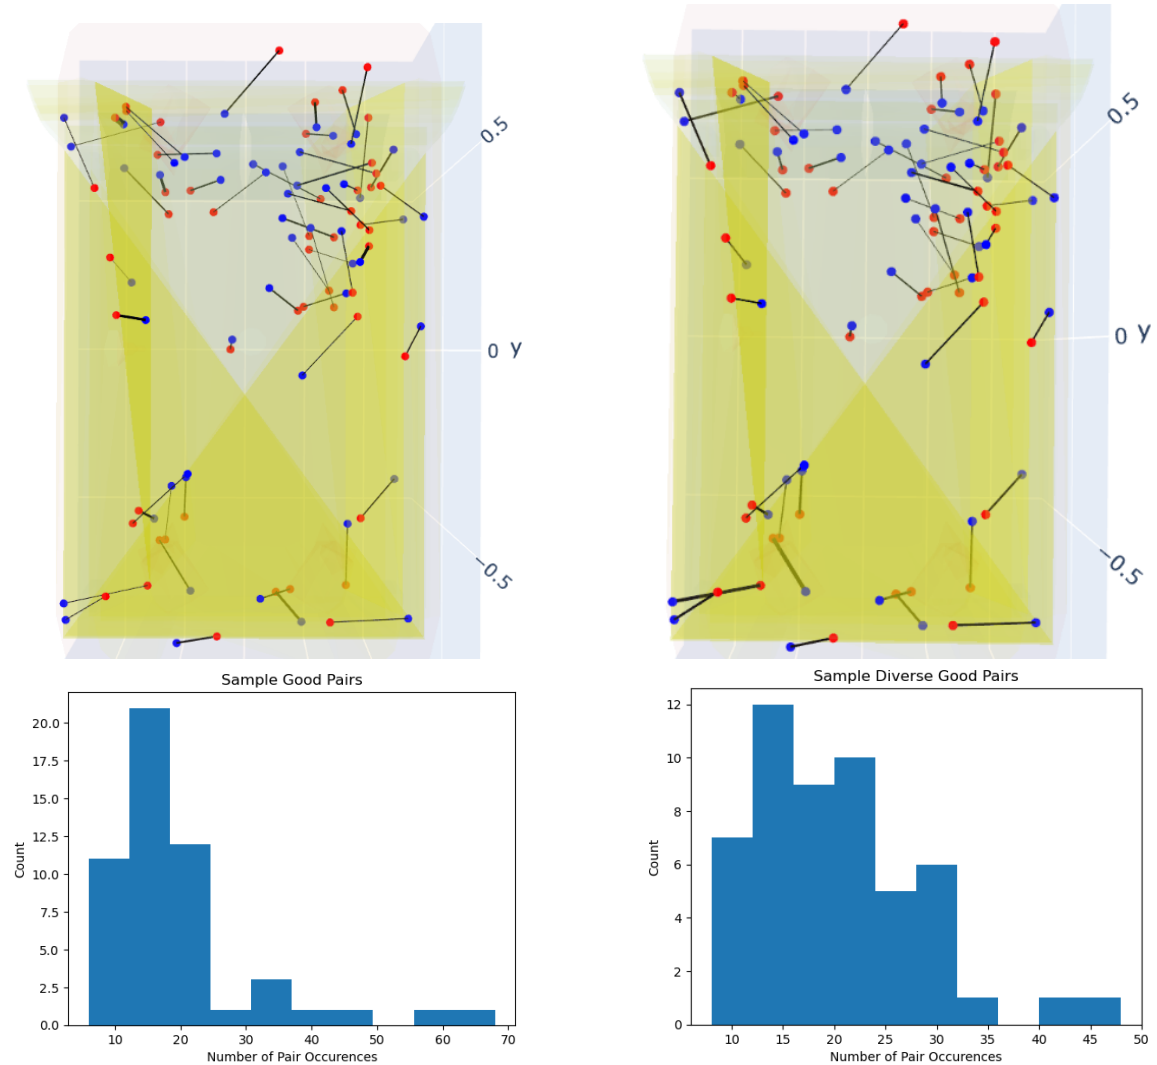 0.5
0 y
−0.5
0.5
0 y
−0.5
Sample Good Pairs
20.0
17.5
15.0
12.5
10.0
7.5
5.0
2.5
0.0
Count
10 20 30 40 50 60 70
Number of Pair Occurences
Sample Diverse Good Pairs
12
10
8
6
4
2
0
Count
10 15 20 25 30 35 40 45 50
Number of Pair Occurences